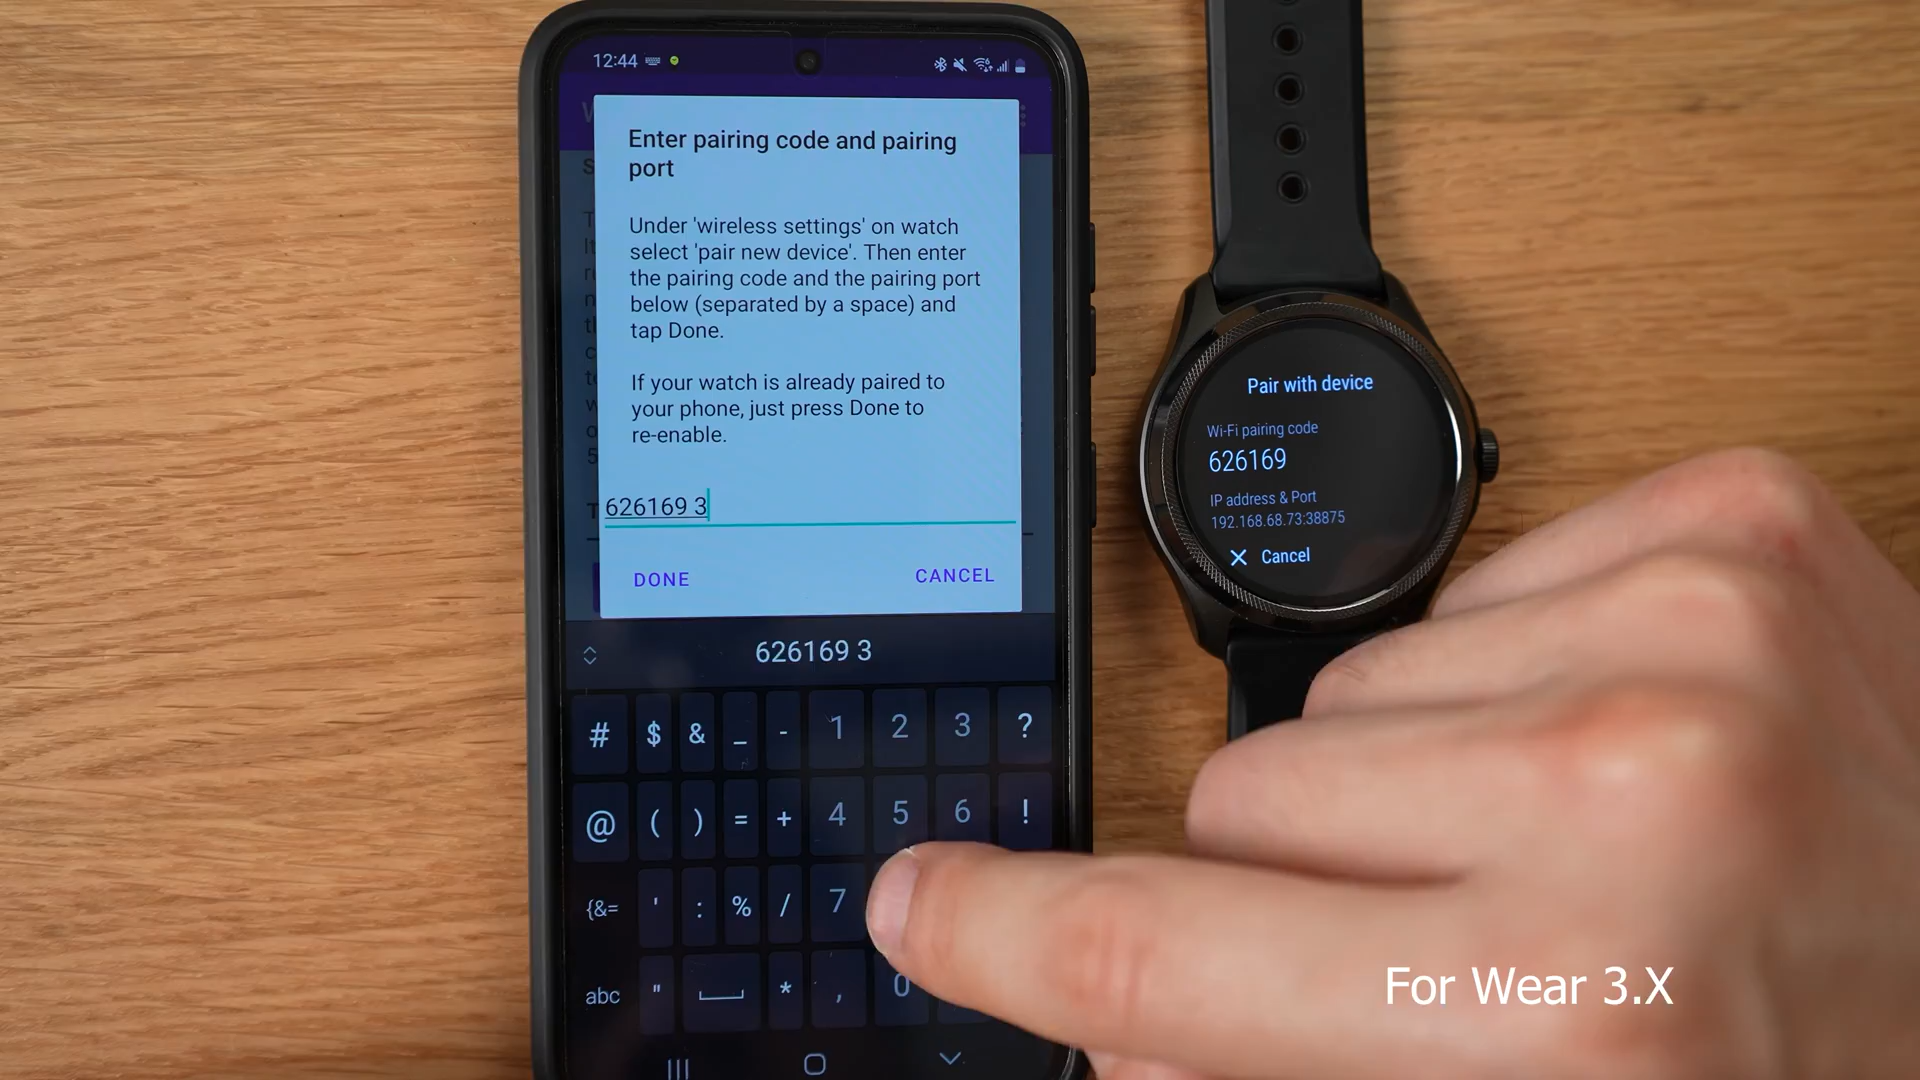 12:44
Enter pairing code and pairing
port
Under 'wireless settings' on watch
select 'pair new device'. Then enter
the pairing code and the pairing port
below (separated by a space) and
tap Done.
If your watch is already paired to
your phone, just press Done to
re-enable.
626169 3
DONE CANCEL
626169 3
# $ & _ - 1 2 3 ?
@ ( ) = + 4 5 6 !
{&= ' : % / 7
abc " * , 0
Pair with device
Wi-Fi pairing code
626169
IP address & Port
192.168.68.73:38875
X Cancel
For Wear 3.X